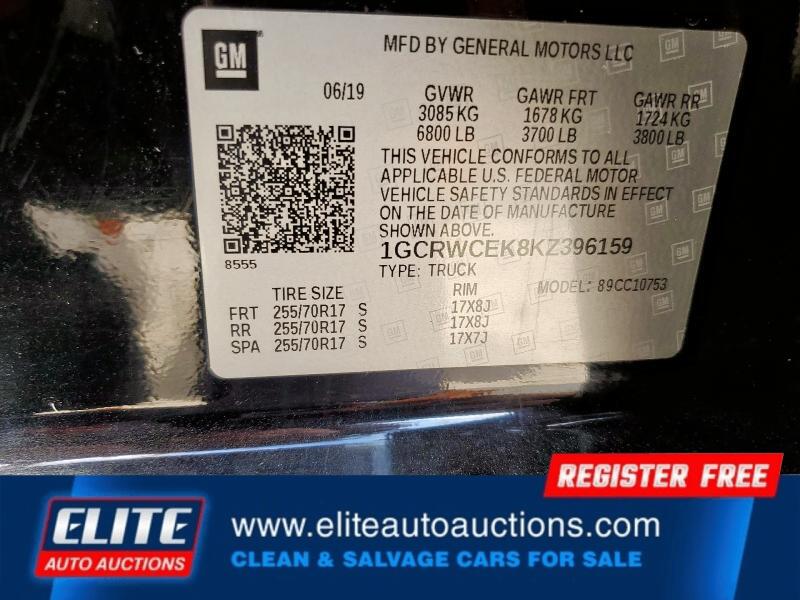 GM
MFD BY GENERAL MOTORS LLC
06/19
GVWR GAWR FRT GAWR RR
3085 KG 1678 KG 1724 KG
6800 LB 3700 LB 3800 LB
THIS VEHICLE CONFORMS TO ALL
APPLICABLE U.S. FEDERAL MOTOR
VEHICLE SAFETY STANDARDS IN EFFECT
ON THE DATE OF MANUFACTURE
SHOWN ABOVE.
1GCRWCEK8KZ396159
8555
TYPE: TRUCK
MODEL: 89CC10753
TIRE SIZE RIM
FRT 255/70R17 S 17X8J
RR 255/70R17 S 17X8J
SPA 255/70R17 S 17X7J
REGISTER FREE
ELITE
AUTO AUCTIONS
www.eliteautoauctions.com
CLEAN & SALVAGE CARS FOR SALE